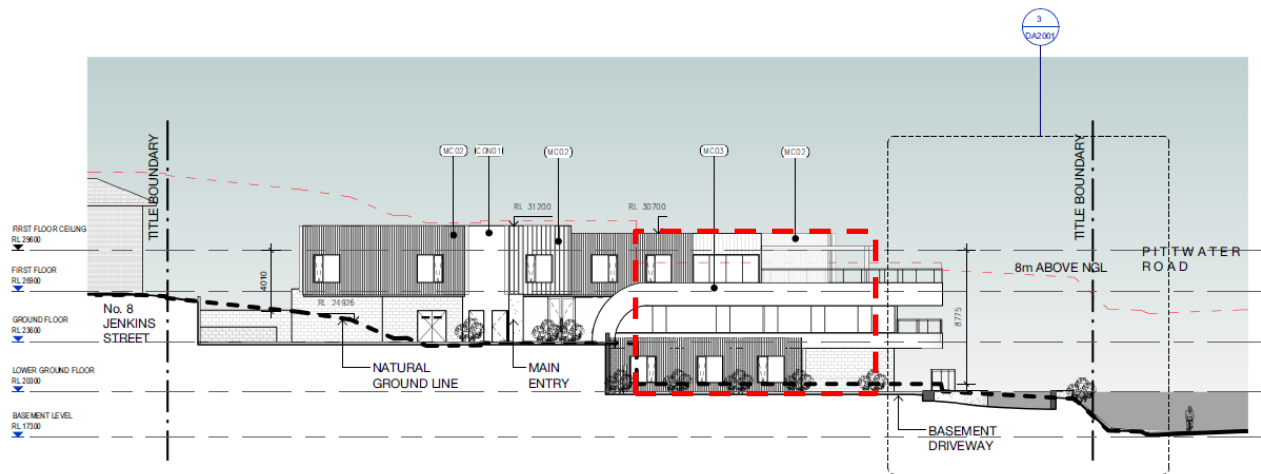 3
DA2001
TITLE BOUNDARY
TITLE BOUNDARY
MC02
CON01
MC02
MC03
MC02
RL 31200
RL 30700
FIRST FLOOR CEILING
RL 29600
FIRST FLOOR
RL 26900
GROUND FLOOR
RL 23600
LOWER GROUND FLOOR
RL 20300
BASEMENT LEVEL
RL 17300
4010
RL 24926
8m ABOVE NGL
PITTWATER
ROAD
8775
No. 8
JENKINS
STREET
NATURAL
GROUND LINE
MAIN
ENTRY
BASEMENT
DRIVEWAY